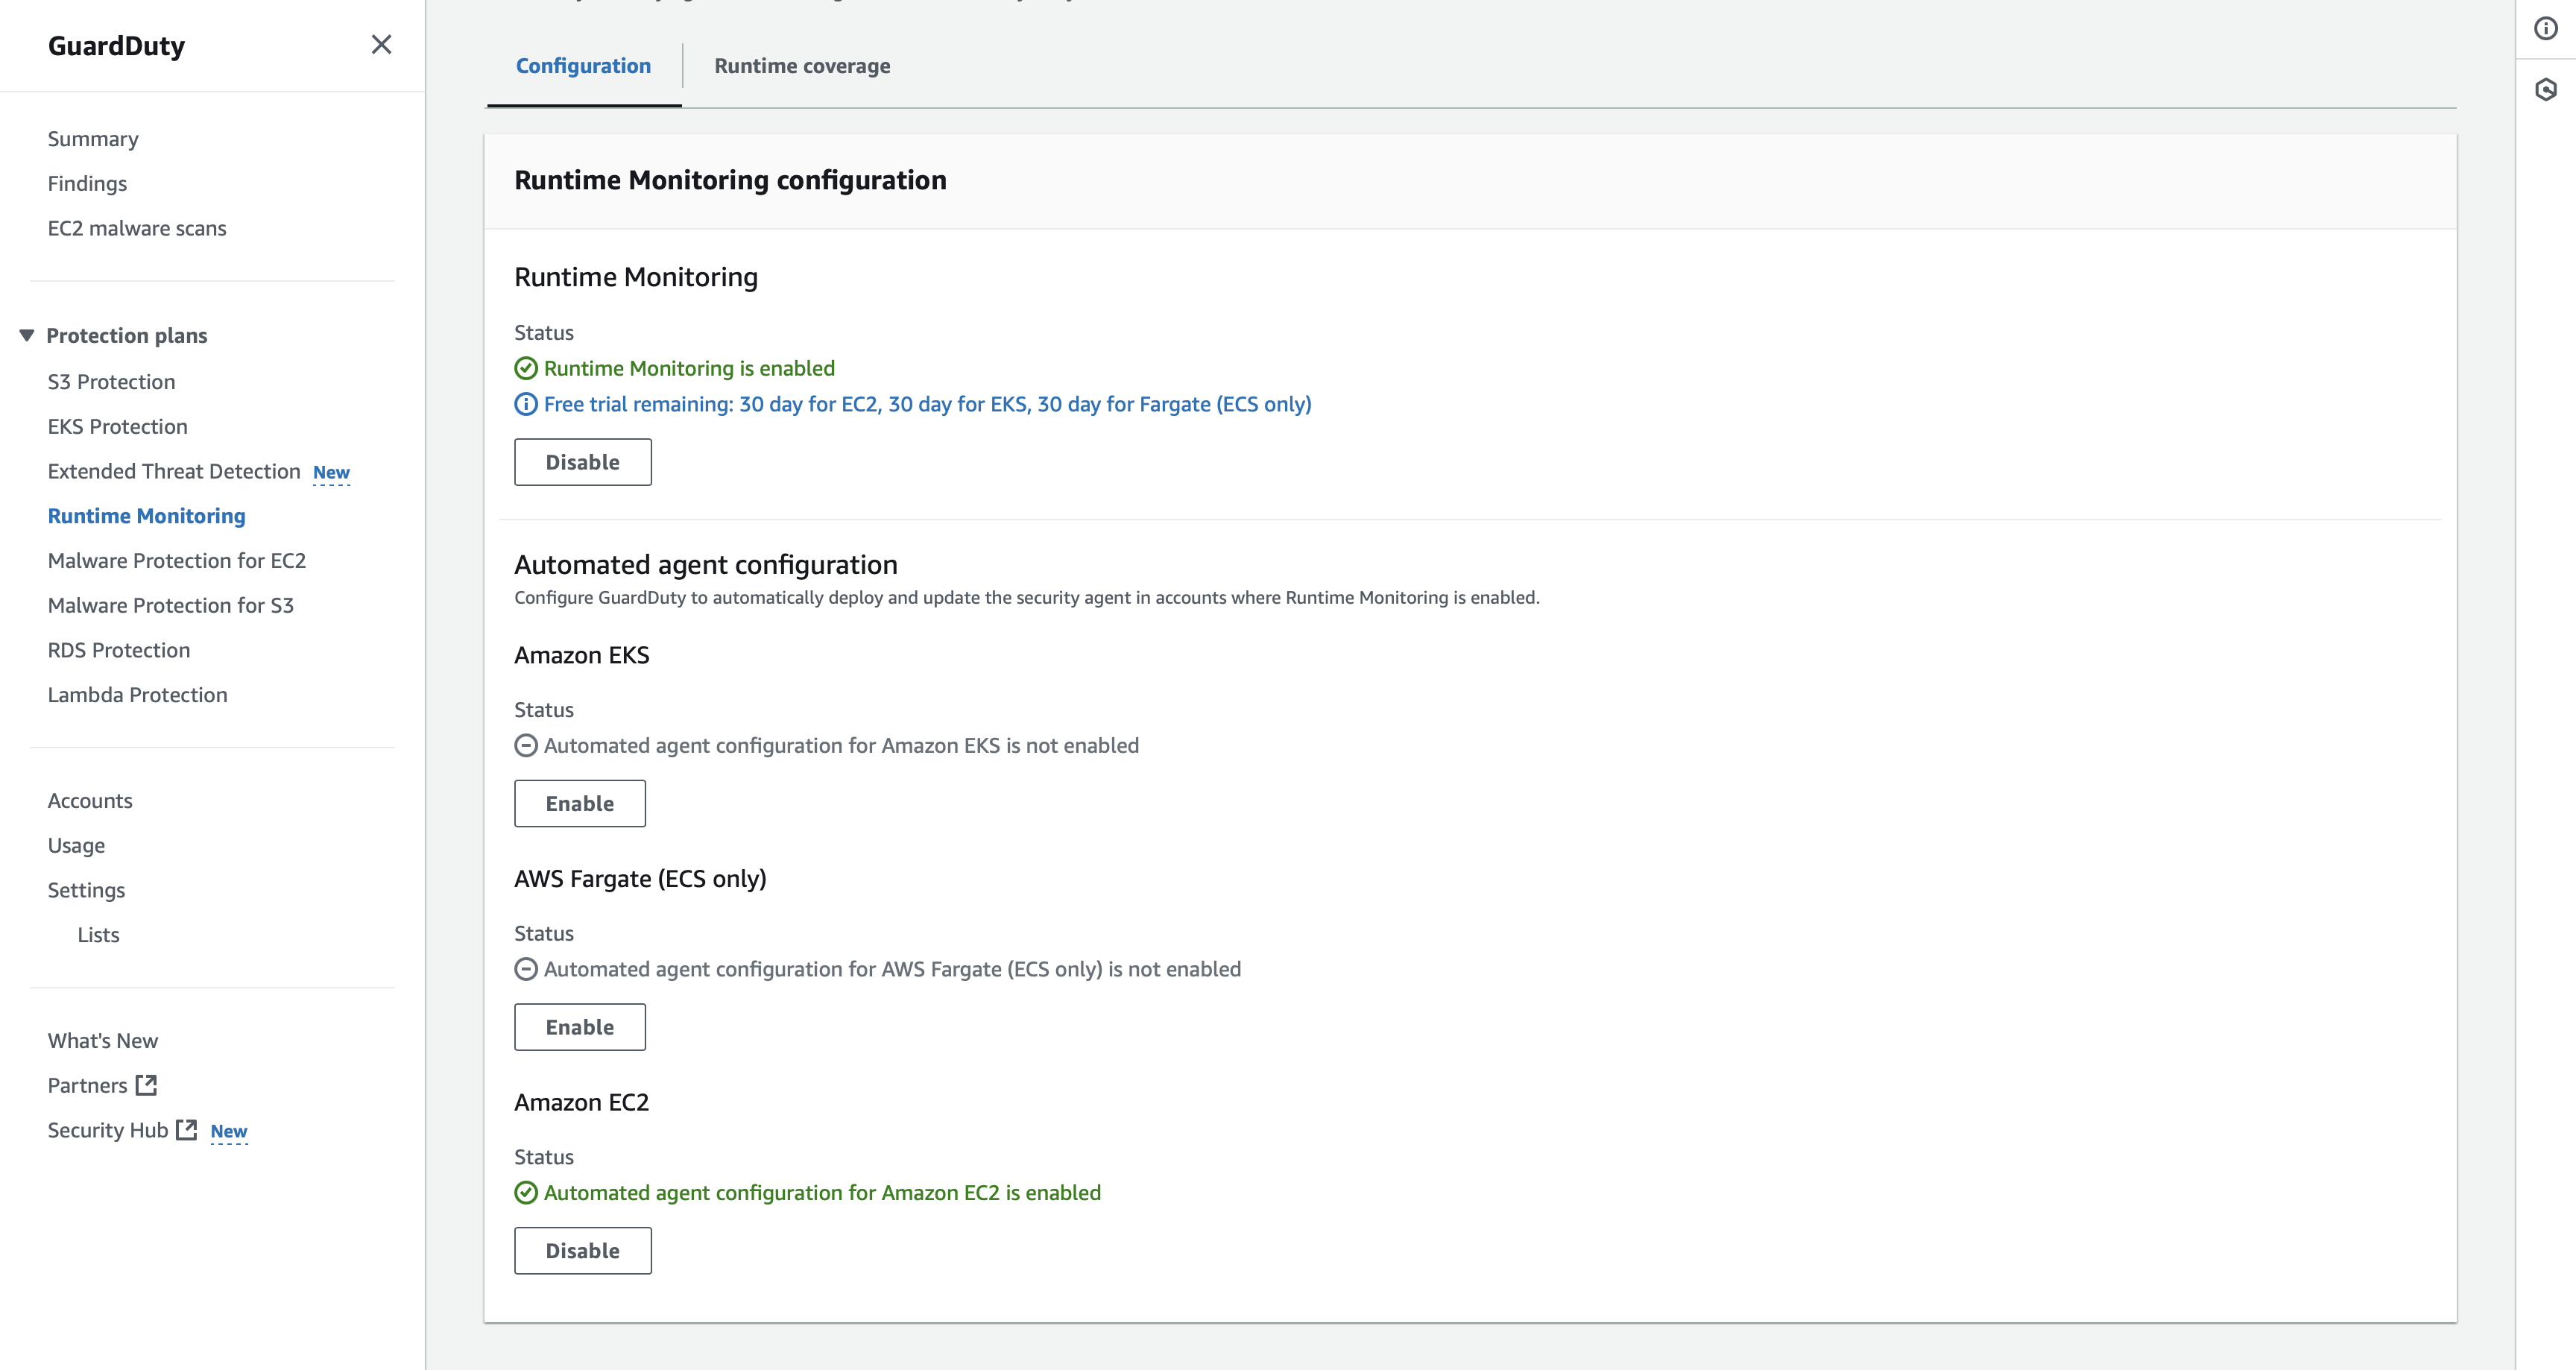 GuardDuty
Summary
Findings
EC2 malware scans
Protection plans
S3 Protection
EKS Protection
Extended Threat Detection New
Runtime Monitoring
Malware Protection for EC2
Malware Protection for S3
RDS Protection
Lambda Protection
Accounts
Usage
Settings
Lists
What's New
Partners
Security Hub New
Configuration
Runtime coverage
Runtime Monitoring configuration
Runtime Monitoring
Status
Runtime Monitoring is enabled
Free trial remaining: 30 day for EC2, 30 day for EKS, 30 day for Fargate (ECS only)
Disable
Automated agent configuration
Configure GuardDuty to automatically deploy and update the security agent in accounts where Runtime Monitoring is enabled.
Amazon EKS
Status
Automated agent configuration for Amazon EKS is not enabled
Enable
AWS Fargate (ECS only)
Status
Automated agent configuration for AWS Fargate (ECS only) is not enabled
Enable
Amazon EC2
Status
Automated agent configuration for Amazon EC2 is enabled
Disable